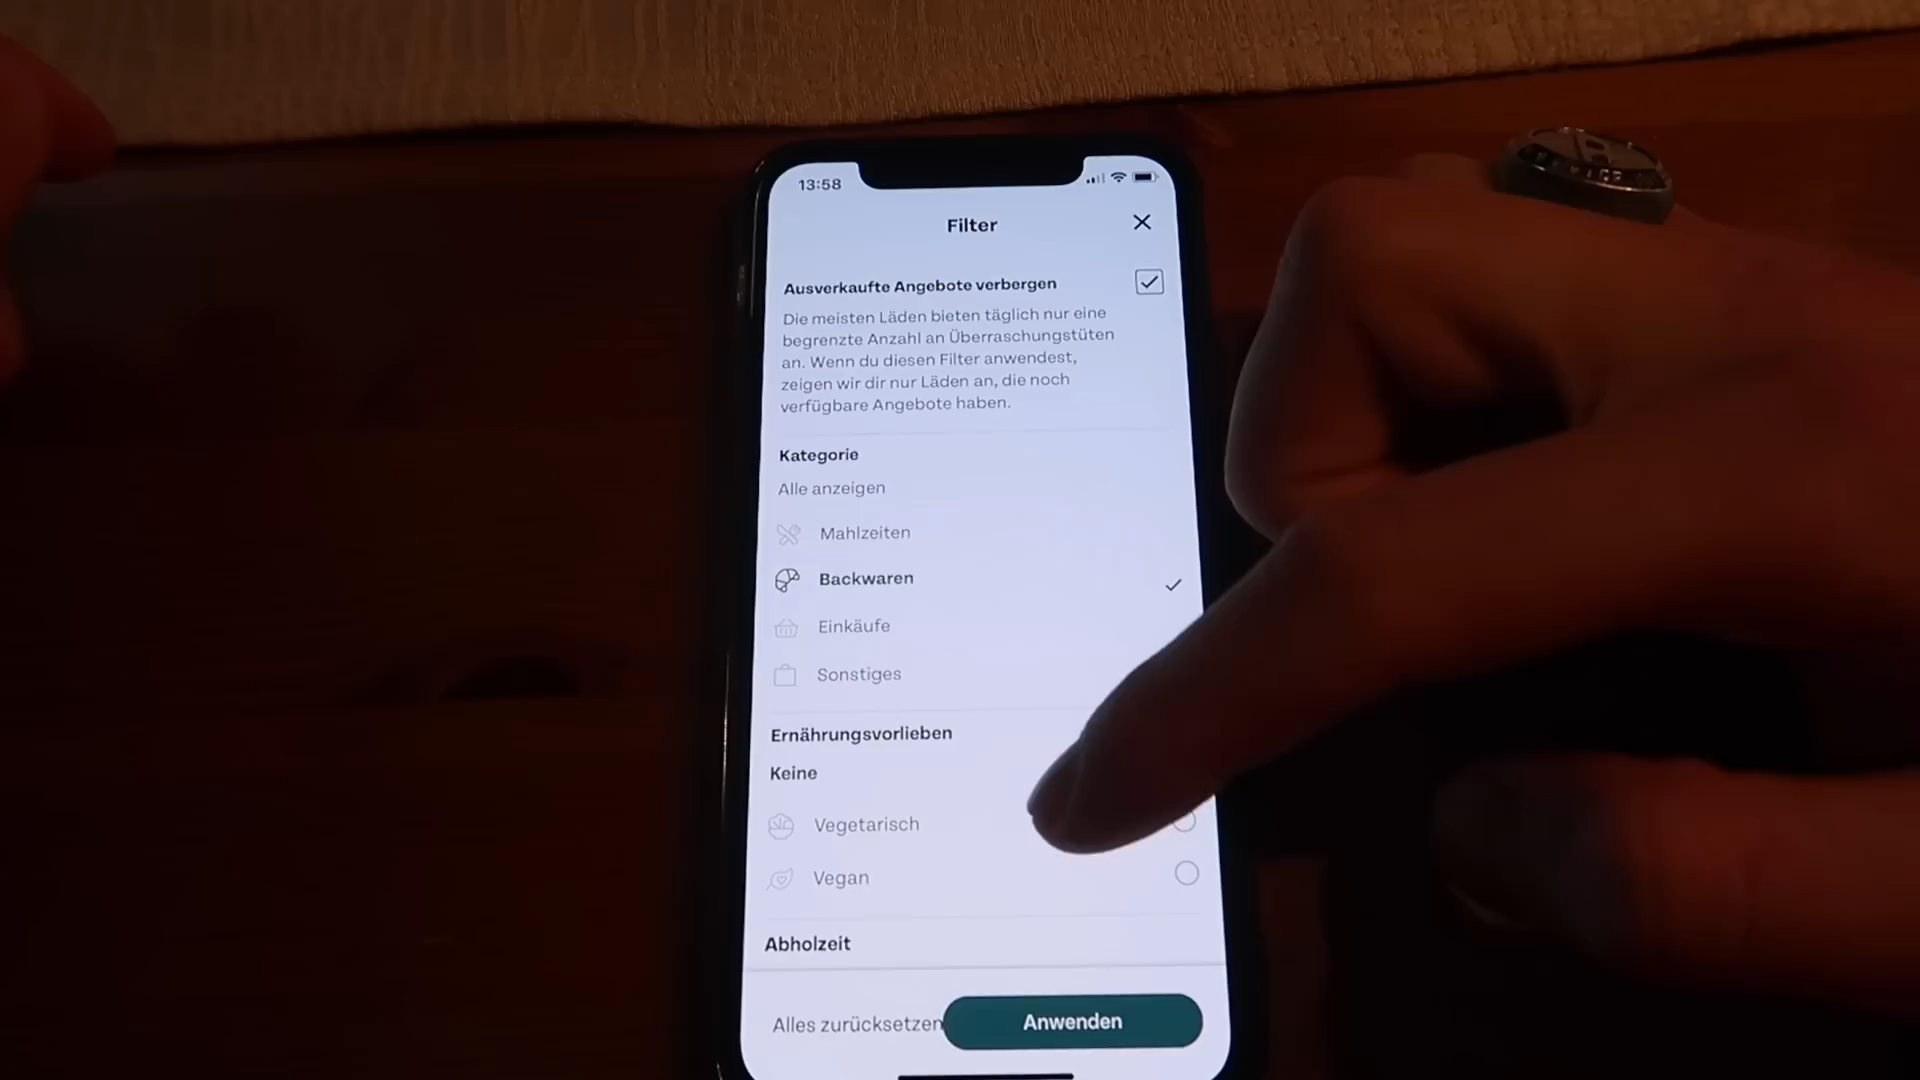 13:58
Filter
Ausverkaufte Angebote verbergen
Die meisten Läden bieten täglich nur eine
begrenzte Anzahl an Überraschungstüten
an. Wenn du diesen Filter anwendest,
zeigen wir dir nur Läden an, die noch
verfügbare Angebote haben.
Kategorie
Alle anzeigen
Mahlzeiten
Backwaren
Einkäufe
Sonstiges
Ernährungsvorlieben
Keine
Vegetarisch
Vegan
Abholzeit
Alles zurücksetzen
Anwenden